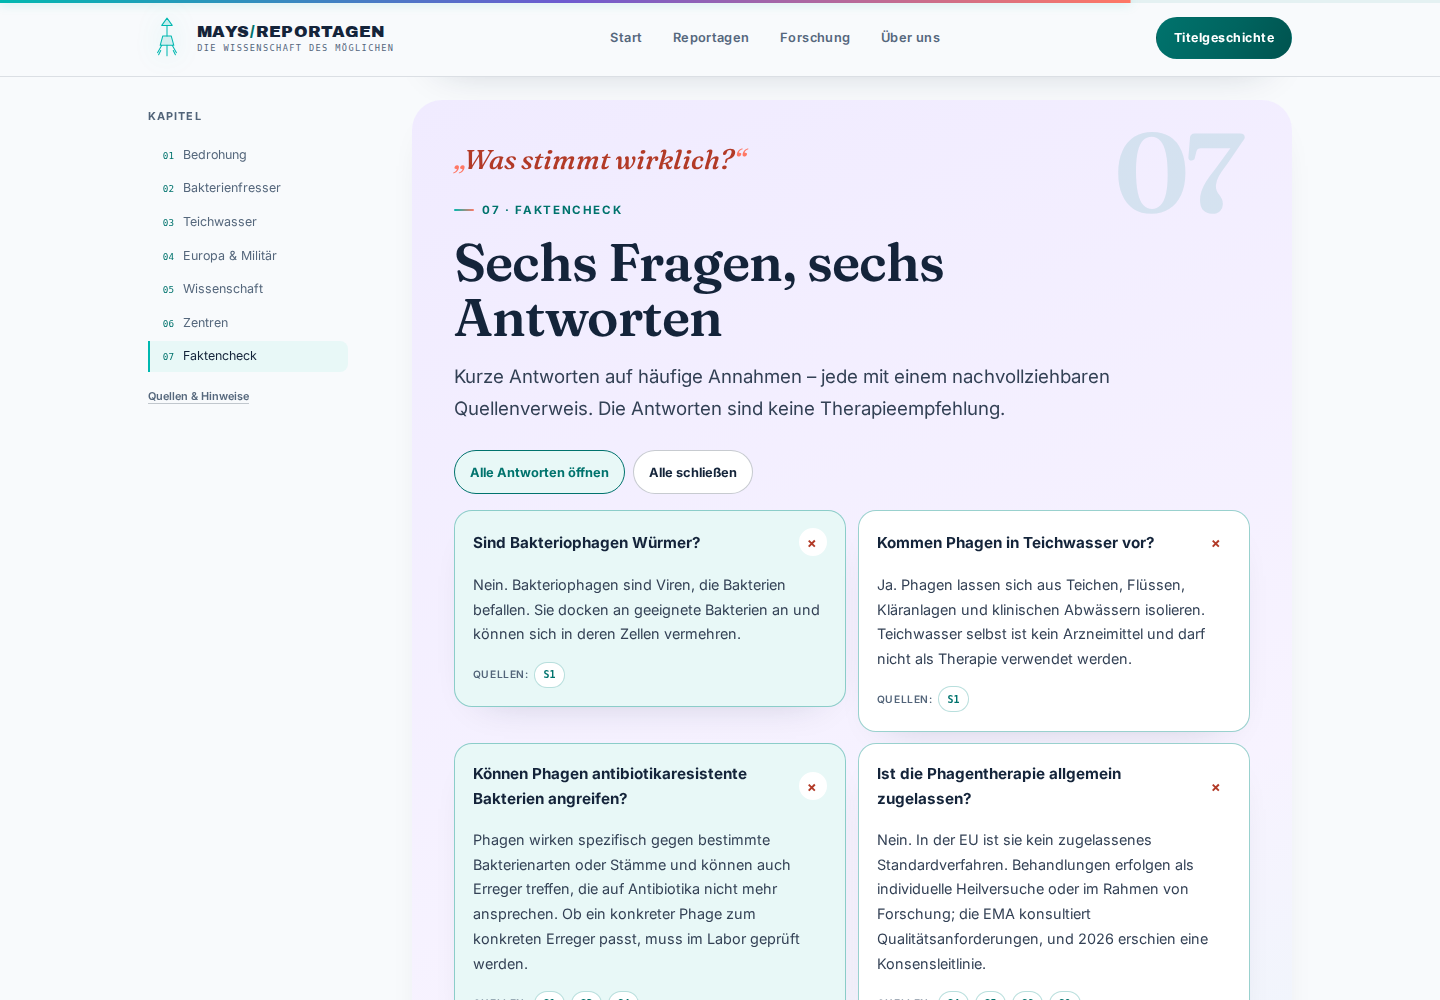 MAYS/REPORTAGEN
DIE WISSENSCHAFT DES MÖGLICHEN
Start
Reportagen
Forschung
Über uns
Titelgeschichte
KAPITEL
01 Bedrohung
02 Bakterienfresser
03 Teichwasser
04 Europa & Militär
05 Wissenschaft
06 Zentren
07 Faktencheck
Quellen & Hinweise
07
„Was stimmt wirklich?“
07 · FAKTENCHECK
Sechs Fragen, sechs
Antworten
Kurze Antworten auf häufige Annahmen – jede mit einem nachvollziehbaren
Quellenverweis. Die Antworten sind keine Therapieempfehlung.
Alle Antworten öffnen
Alle schließen
Sind Bakteriophagen Würmer?
×
Nein. Bakteriophagen sind Viren, die Bakterien
befallen. Sie docken an geeignete Bakterien an und
können sich in deren Zellen vermehren.
QUELLEN: S1
Kommen Phagen in Teichwasser vor?
×
Ja. Phagen lassen sich aus Teichen, Flüssen,
Kläranlagen und klinischen Abwässern isolieren.
Teichwasser selbst ist kein Arzneimittel und darf
nicht als Therapie verwendet werden.
QUELLEN: S1
Können Phagen antibiotikaresistente
Bakterien angreifen?
×
Phagen wirken spezifisch gegen bestimmte
Bakterienarten oder Stämme und können auch
Erreger treffen, die auf Antibiotika nicht mehr
ansprechen. Ob ein konkreter Phage zum
konkreten Erreger passt, muss im Labor geprüft
werden.
Ist die Phagentherapie allgemein
zugelassen?
×
Nein. In der EU ist sie kein zugelassenes
Standardverfahren. Behandlungen erfolgen als
individuelle Heilversuche oder im Rahmen von
Forschung; die EMA konsultiert
Qualitätsanforderungen, und 2026 erschien eine
Konsensleitlinie.